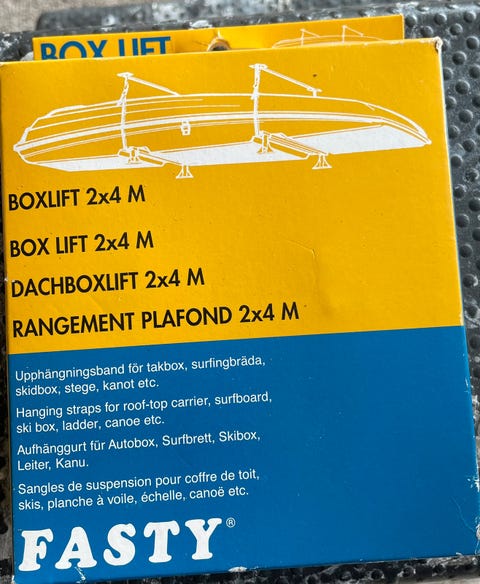 BOX LIFT
BOXLIFT 2x4 M
BOX LIFT 2x4 M
DACHBOXLIFT 2x4 M
RANGEMENT PLAFOND 2x4 M
Upphängningsband för takbox, surfingbräda,
skidbox, stege, kanot etc.
Hanging straps for roof-top carrier, surfboard,
ski box, ladder, canoe etc.
Aufhänggurt für Autobox, Surfbrett, Skibox,
Leiter, Kanu.
Sangles de suspension pour coffre de toit,
skis, planche à voile, échelle, canoë etc.
FASTY®